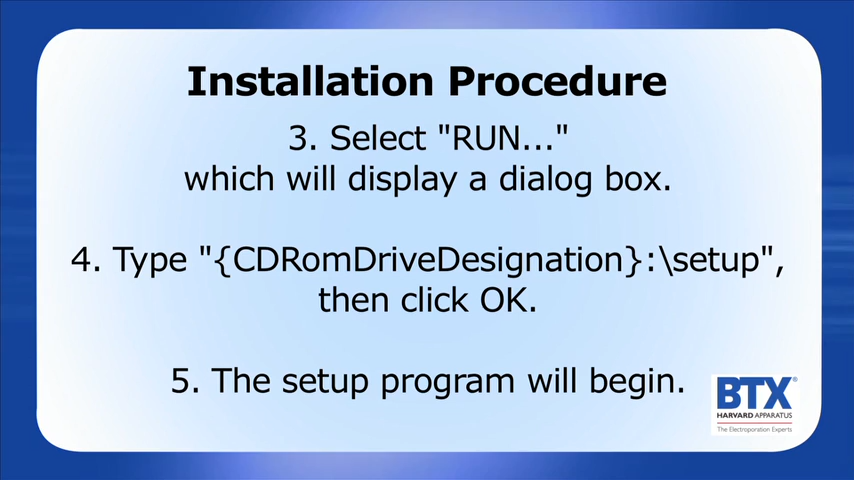 Installation Procedure
3. Select "RUN..."
which will display a dialog box.
4. Type "{CDRomDriveDesignation}:\setup",
then click OK.
5. The setup program will begin.
BTX®
HARVARD APPARATUS
The Electroporation Experts